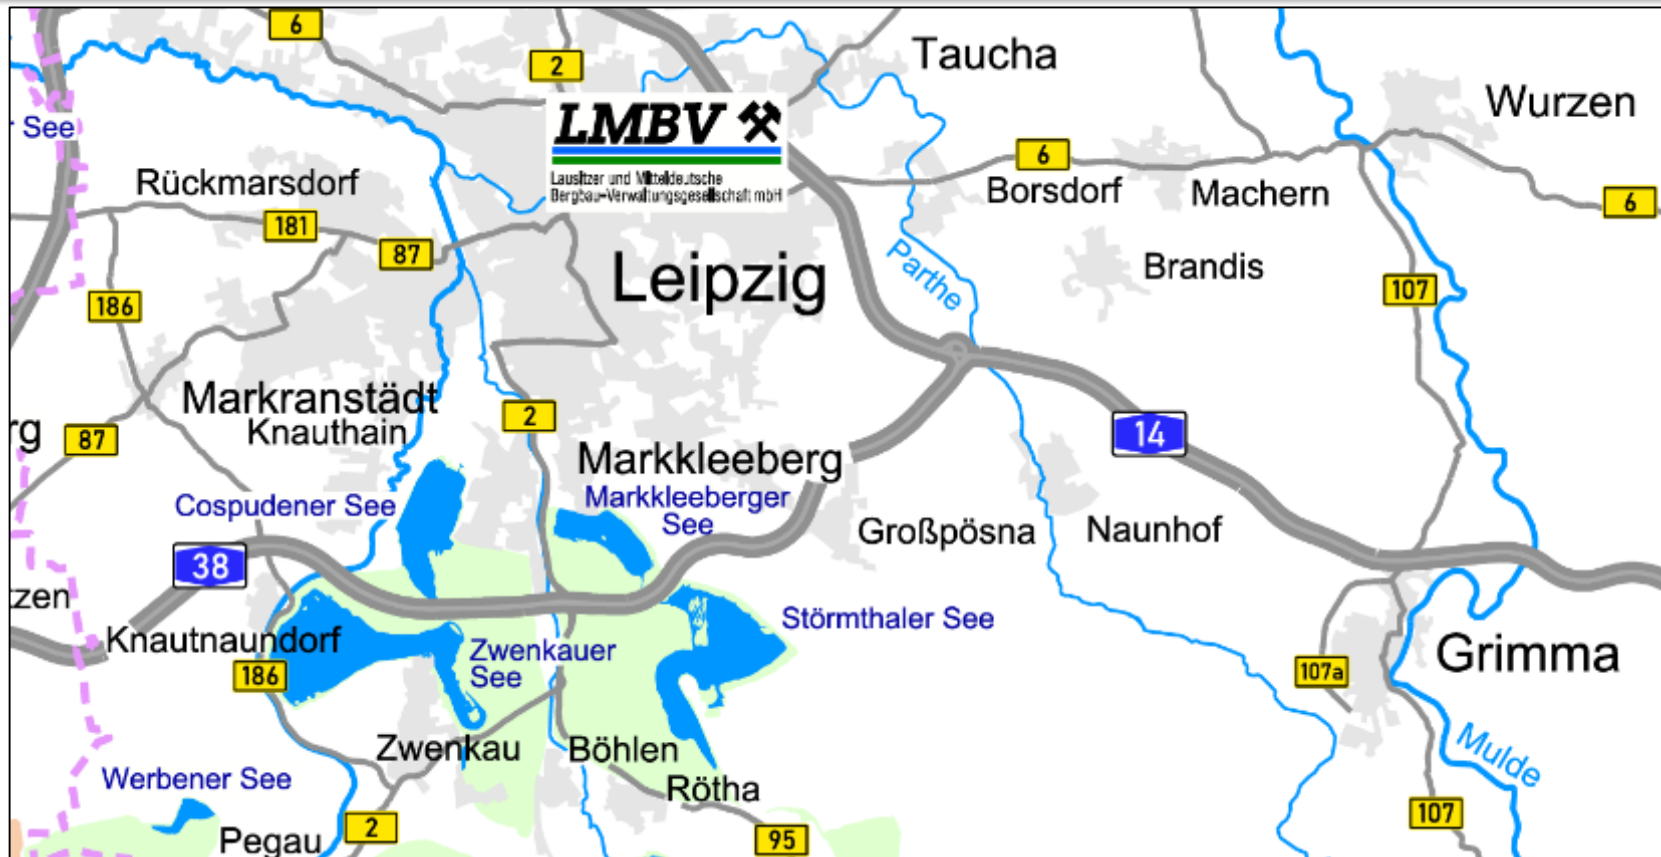 6
2
Taucha
Wurzen
See
LMBV
Lausitzer und Mitteldeutsche
Bergbau-Verwaltungsgesellschaft mbH
6
Rückmarsdorf
Borsdorf
Machern
6
181
87
Leipzig
Parthe
Brandis
186
107
Markranstädt
Knauthain
rg
87
2
14
Markkleeberg
Cospudener See
Markkleeberger
See
Großpösna
Naunhof
38
zen
Störmthaler See
Knautnaundorf
Zwenkauer
See
186
Grimma
107a
Zwenkau
Böhlen
Mulde
Werbener See
Rötha
Pegau
2
95
107